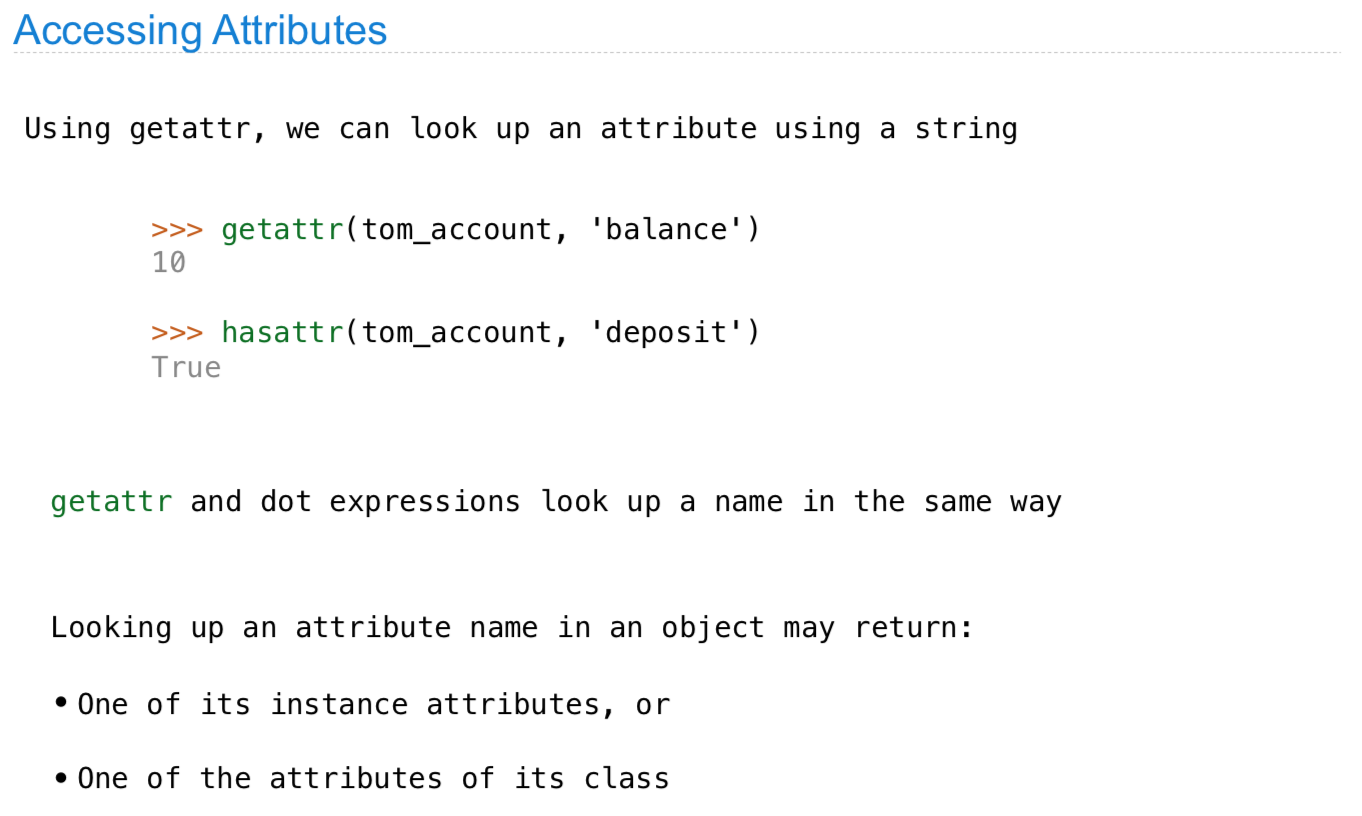 Accessing Attributes
Using getattr, we can look up an attribute using a string
>>> getattr(tom_account, 'balance')
10
>>> hasattr(tom_account, 'deposit')
True
getattr and dot expressions look up a name in the same way
Looking up an attribute name in an object may return:
• One of its instance attributes, or
• One of the attributes of its class